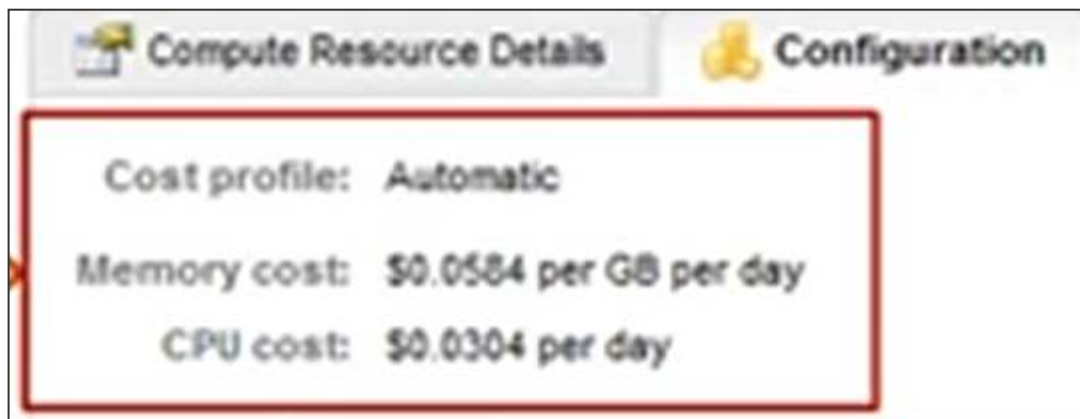 Compute Resource Details Configuration
Cost profile: Automatic
Memory cost: $0.0584 per GB per day
CPU cost: $0.0304 per day